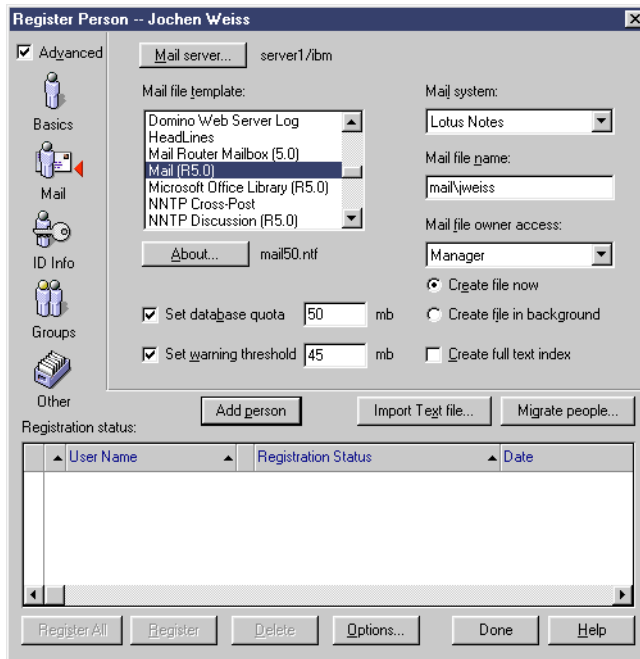 Register Person -- Jochen Weiss
Advanced
Mail server... server1/ibm
Basics
Mail
ID Info
Groups
Other
Mail file template:
Domino Web Server Log
HeadLines
Mail Router Mailbox (5.0)
Mail (R5.0)
Microsoft Office Library (R5.0)
NNTP Cross-Post
NNTP Discussion (R5.0)
About... mail50.ntf
Set database quota 50 mb
Set warning threshold 45 mb
Mail system:
Lotus Notes
Mail file name:
mail\jweiss
Mail file owner access:
Manager
Create file now
Create file in background
Create full text index
Add person Import Text file... Migrate people...
Registration status:
User Name Registration Status Date
Register All Register Delete Options... Done Help